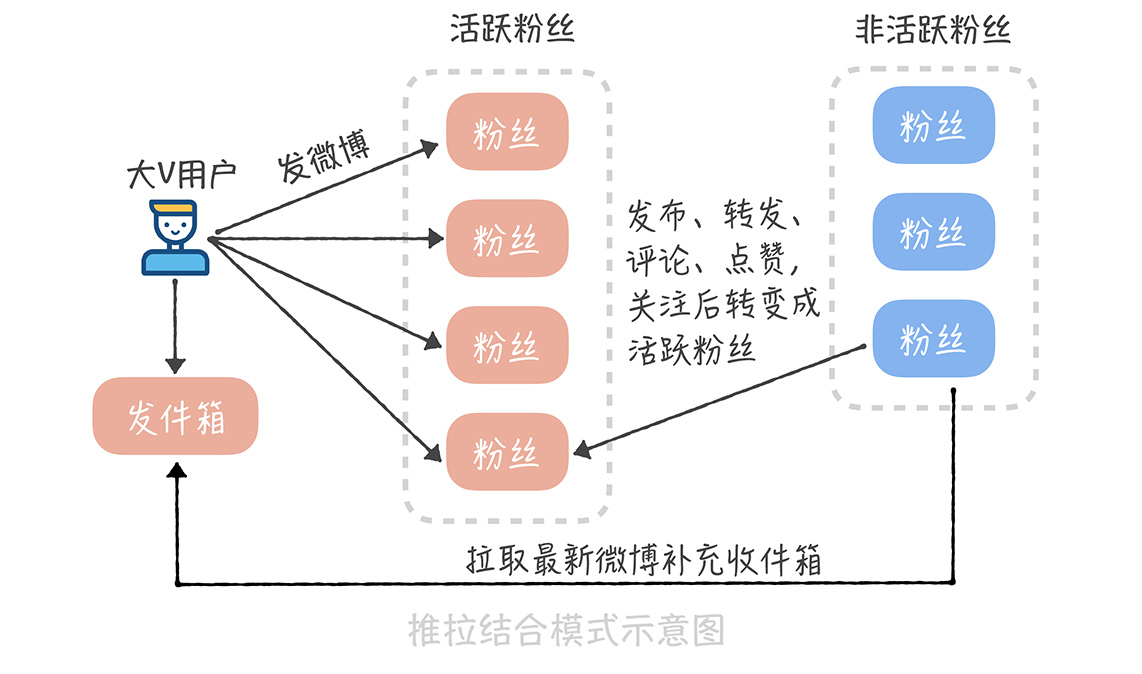 活跃粉丝
非活跃粉丝
大V用户
发微博
粉丝
粉丝
粉丝
粉丝
发布、转发、
评论、点赞，
关注后转变成
活跃粉丝
粉丝
粉丝
粉丝
发件箱
拉取最新微博补充收件箱
推拉结合模式示意图